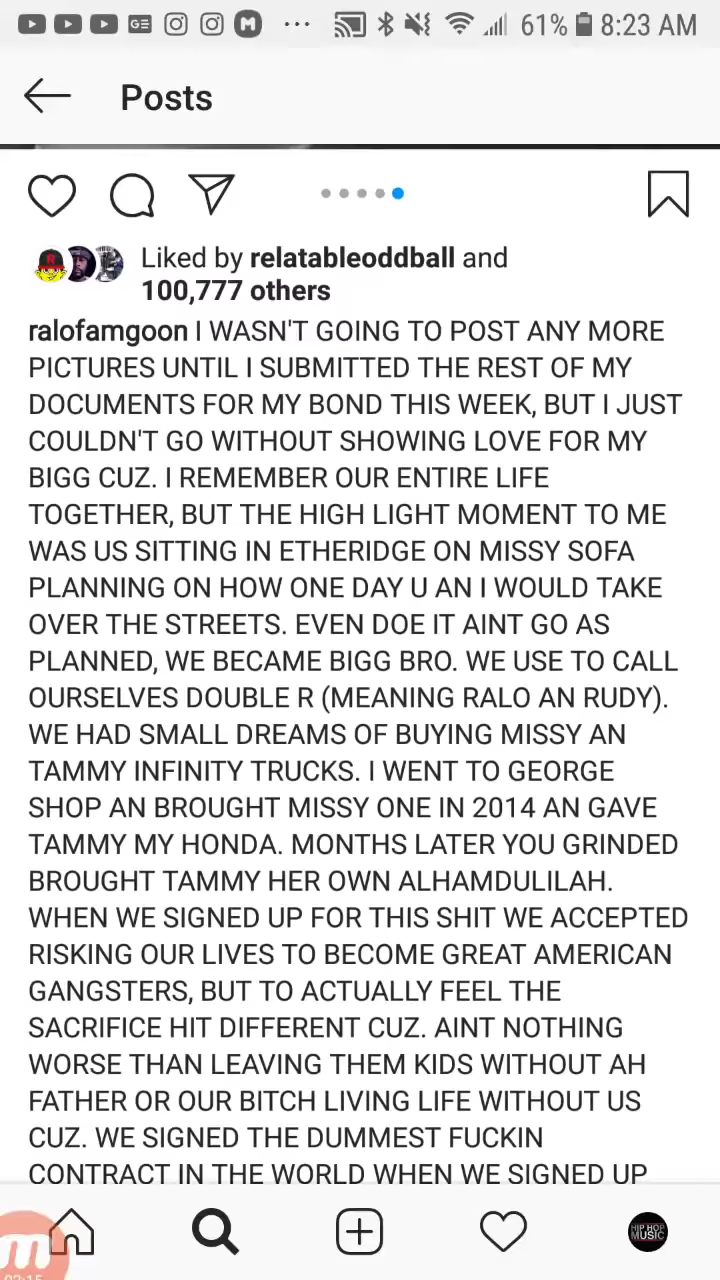 61% 8:23 AM
Posts
Liked by relatableoddball and
100,777 others
ralofamgoon I WASN'T GOING TO POST ANY MORE
PICTURES UNTIL I SUBMITTED THE REST OF MY
DOCUMENTS FOR MY BOND THIS WEEK, BUT I JUST
COULDN'T GO WITHOUT SHOWING LOVE FOR MY
BIGG CUZ. I REMEMBER OUR ENTIRE LIFE
TOGETHER, BUT THE HIGH LIGHT MOMENT TO ME
WAS US SITTING IN ETHERIDGE ON MISSY SOFA
PLANNING ON HOW ONE DAY U AN I WOULD TAKE
OVER THE STREETS. EVEN DOE IT AINT GO AS
PLANNED, WE BECAME BIGG BRO. WE USE TO CALL
OURSELVES DOUBLE R (MEANING RALO AN RUDY).
WE HAD SMALL DREAMS OF BUYING MISSY AN
TAMMY INFINITY TRUCKS. I WENT TO GEORGE
SHOP AN BROUGHT MISSY ONE IN 2014 AN GAVE
TAMMY MY HONDA. MONTHS LATER YOU GRINDED
BROUGHT TAMMY HER OWN ALHAMDULILAH.
WHEN WE SIGNED UP FOR THIS SHIT WE ACCEPTED
RISKING OUR LIVES TO BECOME GREAT AMERICAN
GANGSTERS, BUT TO ACTUALLY FEEL THE
SACRIFICE HIT DIFFERENT CUZ. AINT NOTHING
WORSE THAN LEAVING THEM KIDS WITHOUT AH
FATHER OR OUR BITCH LIVING LIFE WITHOUT US
CUZ. WE SIGNED THE DUMMEST FUCKIN
CONTRACT IN THE WORLD WHEN WE SIGNED UP
HIP HOP
MUSIC